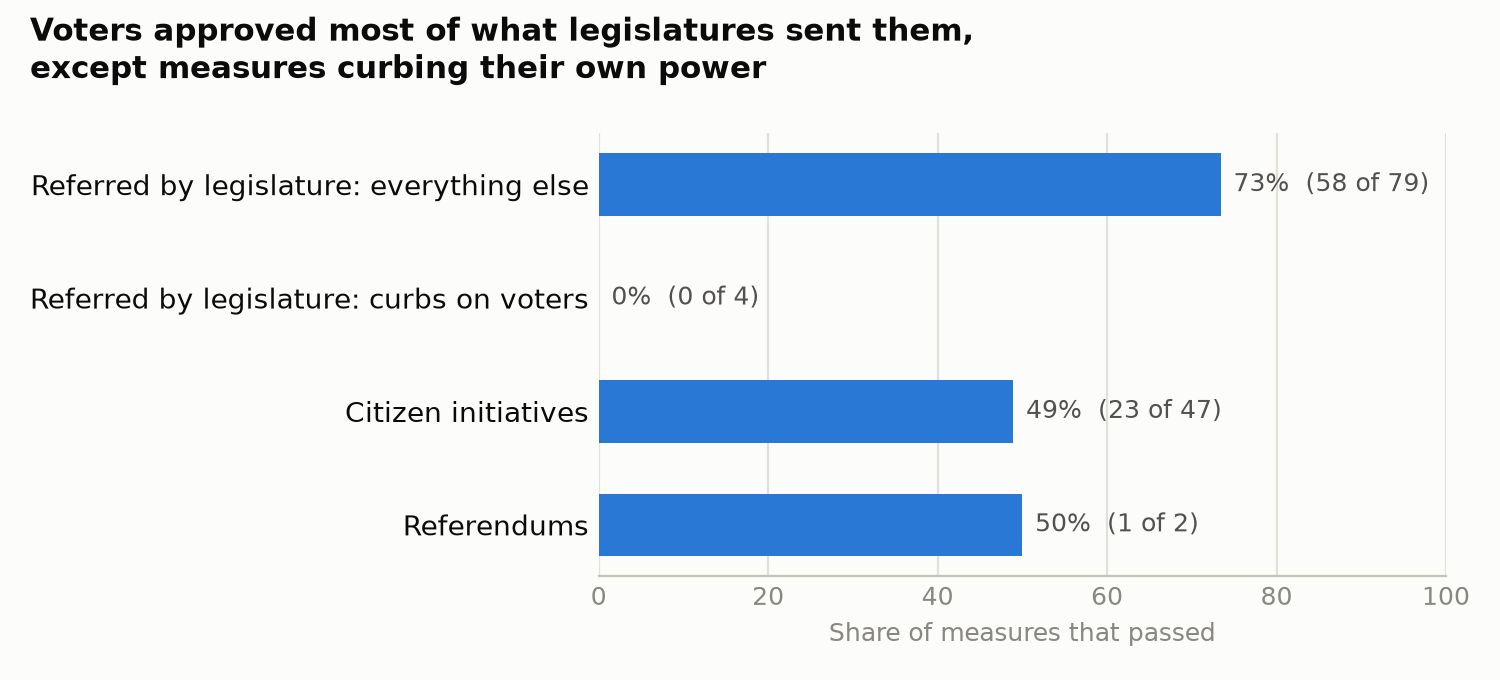 Voters approved most of what legislatures sent them,
except measures curbing their own power
Referred by legislature: everything else 73% (58 of 79)
Referred by legislature: curbs on voters 0% (0 of 4)
Citizen initiatives 49% (23 of 47)
Referendums 50% (1 of 2)
0 20 40 60 80 100
Share of measures that passed